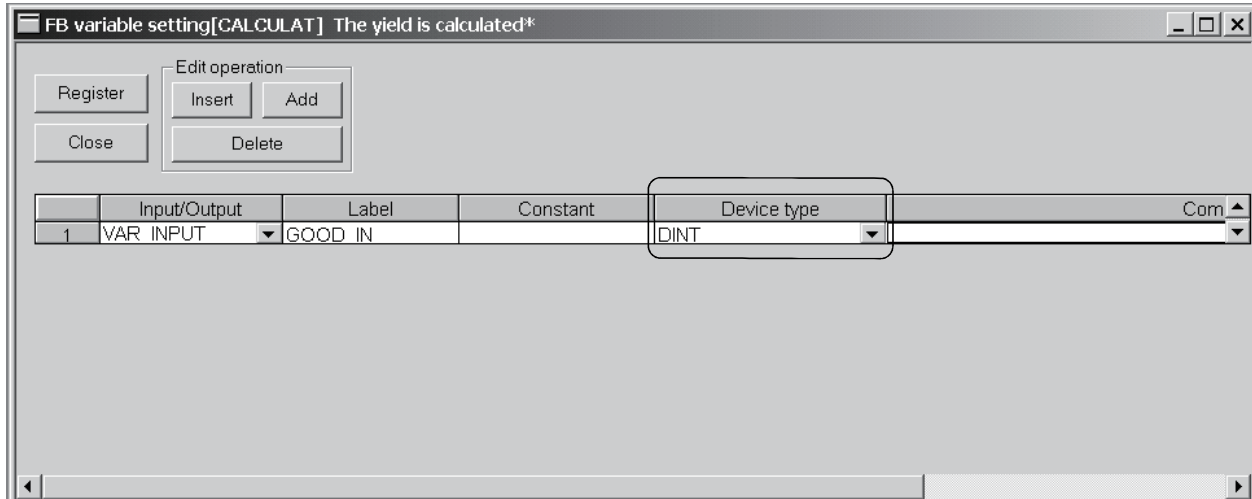 FB variable setting[CALCULAT] The yield is calculated*
Edit operation
Register
Insert
Add
Close
Delete
Input/Output Label Constant Device type Com
1 VAR_INPUT GOOD_IN DINT